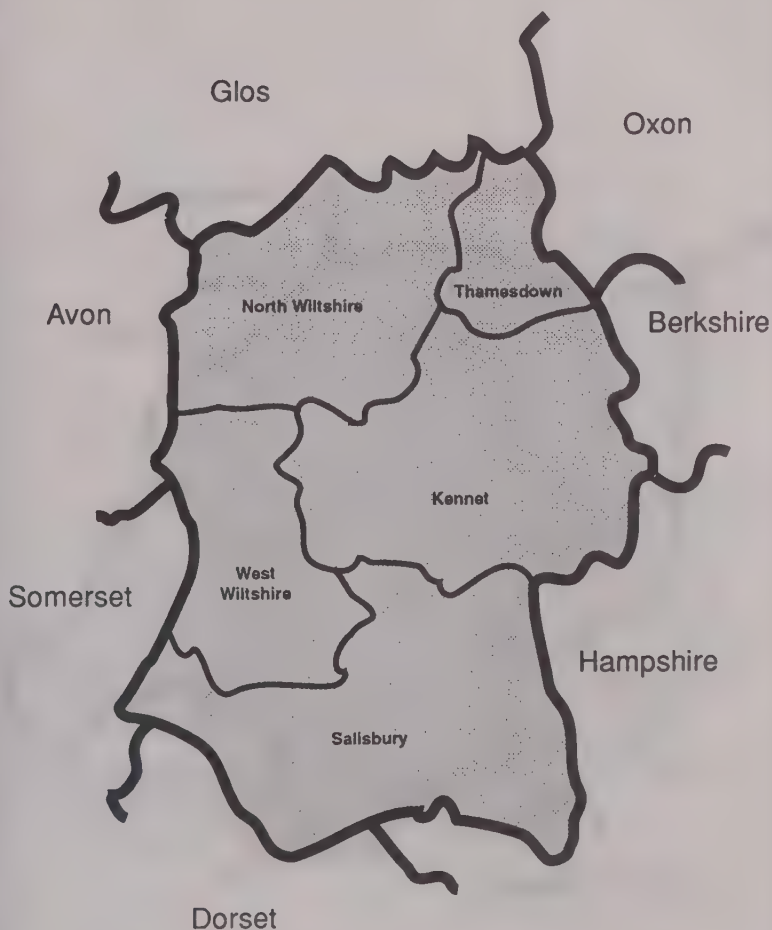 Glos
Oxon
Avon
North Wiltshire
Thamesdown
Berkshire
Kennet
West
Wiltshire
Somerset
Hampshire
Salisbury
Dorset